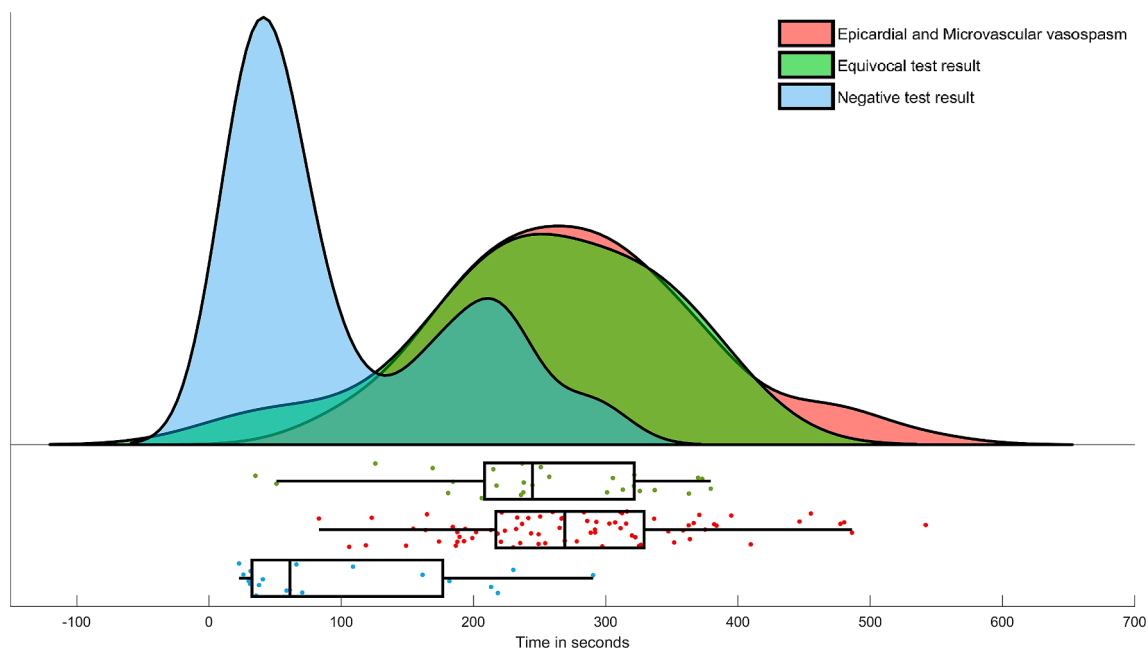 Epicardial and Microvascular vasospasm
Equivocal test result
Negative test result
-100 0 100 200 300 400 500 600 700
Time in seconds